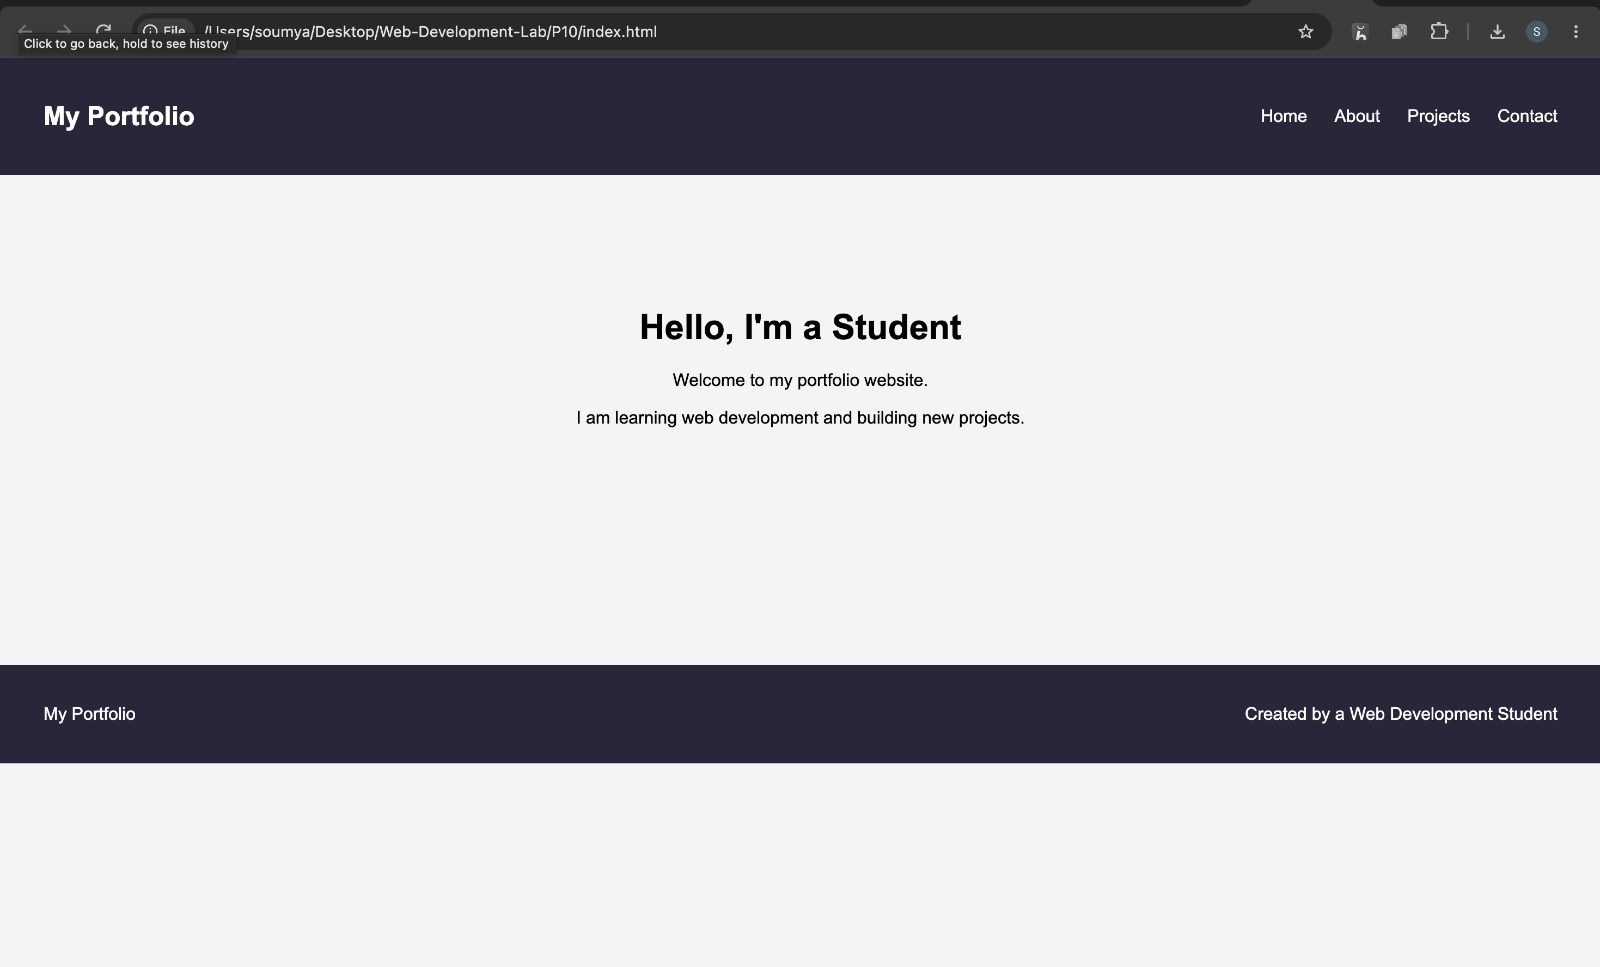 File /Users/soumya/Desktop/Web-Development-Lab/P10/index.html S
Click to go back, hold to see history
My Portfolio
Home About Projects Contact
Hello, I'm a Student
Welcome to my portfolio website.
I am learning web development and building new projects.
My Portfolio
Created by a Web Development Student